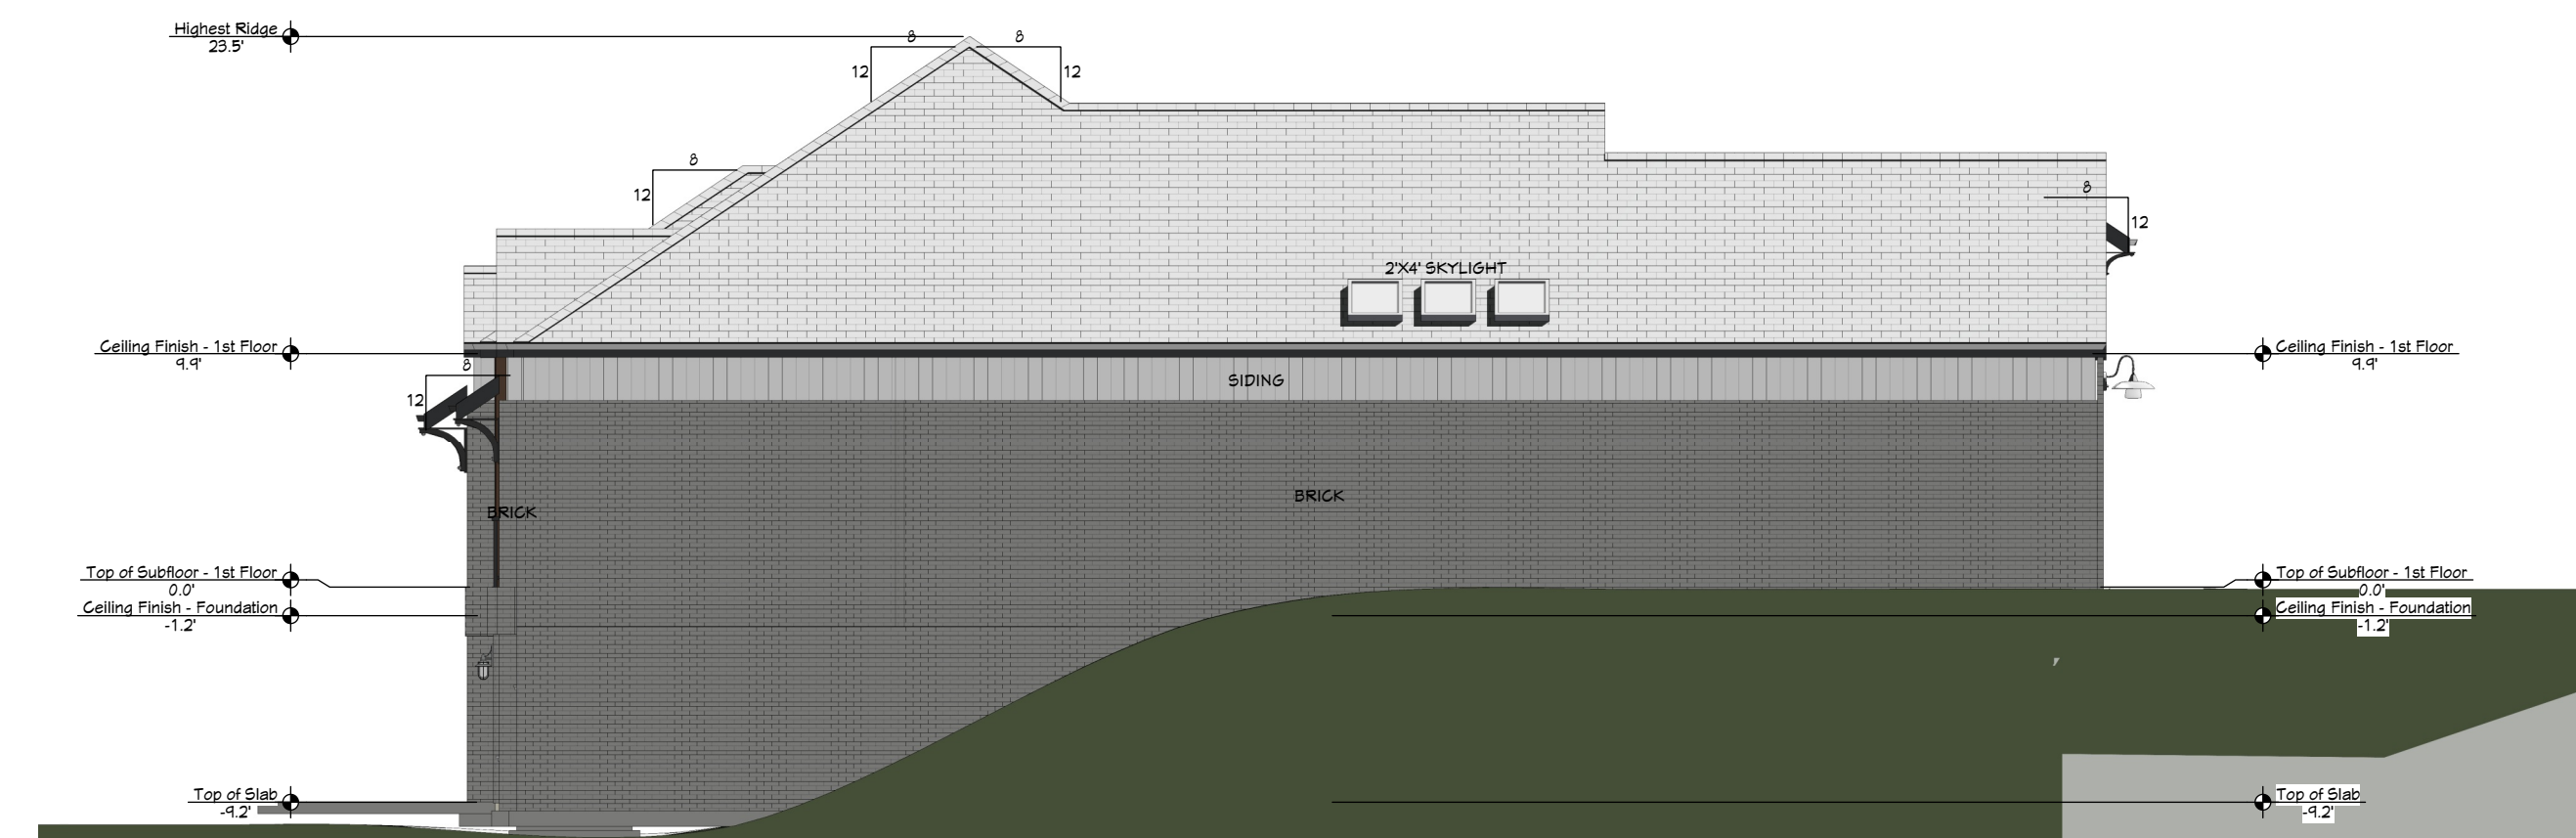 Highest Ridge
23.5'
8
8
12
12
8
12
8
12
2'X4' SKYLIGHT
Ceiling Finish - 1st Floor
9.9'
Ceiling Finish - 1st Floor
9.9'
8
12
SIDING
BRICK
BRICK
Top of Subfloor - 1st Floor
0.0'
Top of Subfloor - 1st Floor
0.0'
Ceiling Finish - Foundation
-1.2'
Ceiling Finish - Foundation
-1.2'
Top of Slab
-9.2'
Top of Slab
-9.2'